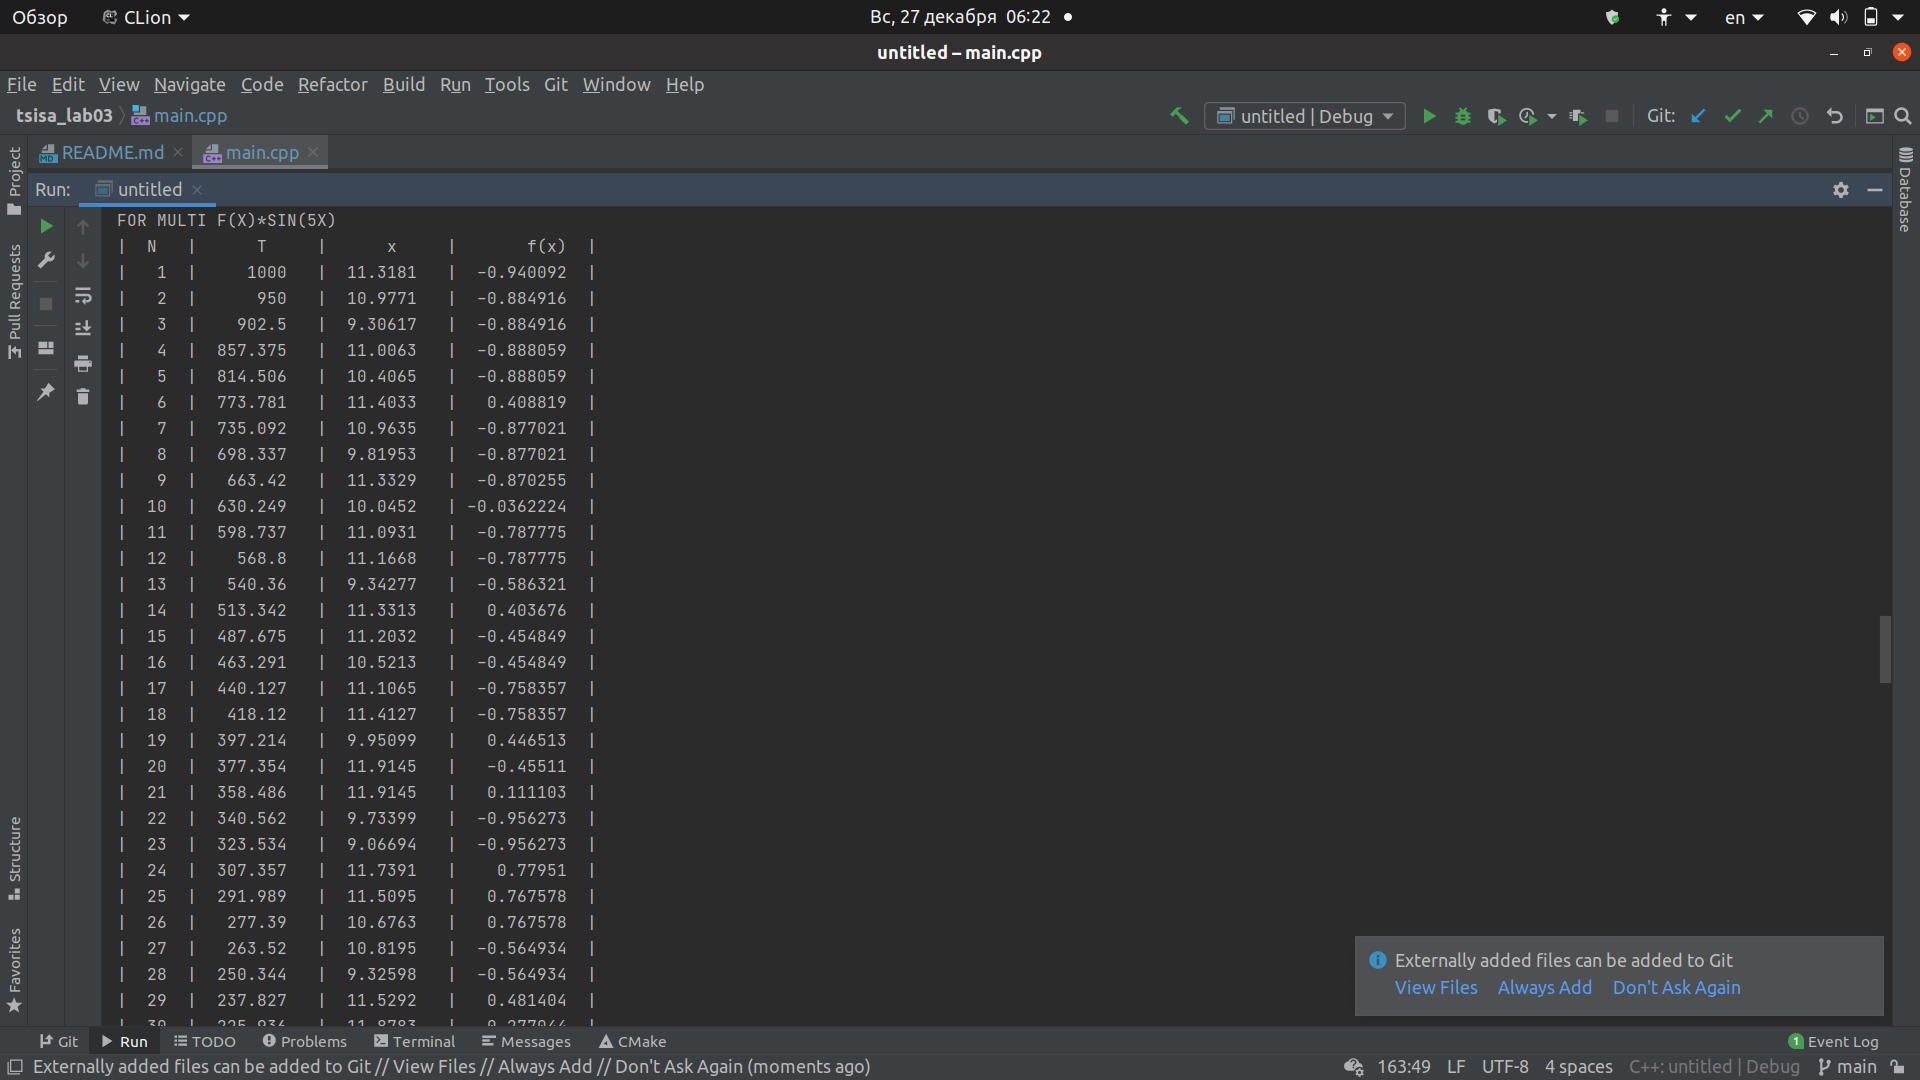 Обзор CLion Вс, 27 декабря 06:22 en
untitled – main.cpp
File Edit View Navigate Code Refactor Build Run Tools Git Window Help
tsisa_lab03 main.cpp untitled | Debug Git:
README.md main.cpp
Run: untitled
Project
Pull Requests
Structure
Favorites
Database
FOR MULTI F(X)*SIN(5X)
| N | T | x | f(x) |
| 1 | 1000 | 11.3181 | -0.940092 |
| 2 | 950 | 10.9771 | -0.884916 |
| 3 | 902.5 | 9.30617 | -0.884916 |
| 4 | 857.375 | 11.0063 | -0.888059 |
| 5 | 814.506 | 10.4065 | -0.888059 |
| 6 | 773.781 | 11.4033 | 0.408819 |
| 7 | 735.092 | 10.9635 | -0.877021 |
| 8 | 698.337 | 9.81953 | -0.877021 |
| 9 | 663.42 | 11.3329 | -0.870255 |
| 10 | 630.249 | 10.0452 | -0.0362224 |
| 11 | 598.737 | 11.0931 | -0.787775 |
| 12 | 568.8 | 11.1668 | -0.787775 |
| 13 | 540.36 | 9.34277 | -0.586321 |
| 14 | 513.342 | 11.3313 | 0.403676 |
| 15 | 487.675 | 11.2032 | -0.454849 |
| 16 | 463.291 | 10.5213 | -0.454849 |
| 17 | 440.127 | 11.1065 | -0.758357 |
| 18 | 418.12 | 11.4127 | -0.758357 |
| 19 | 397.214 | 9.95099 | 0.446513 |
| 20 | 377.354 | 11.9145 | -0.45511 |
| 21 | 358.486 | 11.9145 | 0.111103 |
| 22 | 340.562 | 9.73399 | -0.956273 |
| 23 | 323.534 | 9.06694 | -0.956273 |
| 24 | 307.357 | 11.7391 | 0.77951 |
| 25 | 291.989 | 11.5095 | 0.767578 |
| 26 | 277.39 | 10.6763 | 0.767578 |
| 27 | 263.52 | 10.8195 | -0.564934 |
| 28 | 250.344 | 9.32598 | -0.564934 |
| 29 | 237.827 | 11.5292 | 0.481404 |
| 30 | 225.936 | 11.8783 | 0.277044 |
Externally added files can be added to Git
View Files Always Add Don't Ask Again
Git Run TODO Problems Terminal Messages CMake 1 Event Log
Externally added files can be added to Git // View Files // Always Add // Don't Ask Again (moments ago) 163:49 LF UTF-8 4 spaces C++: untitled | Debug main